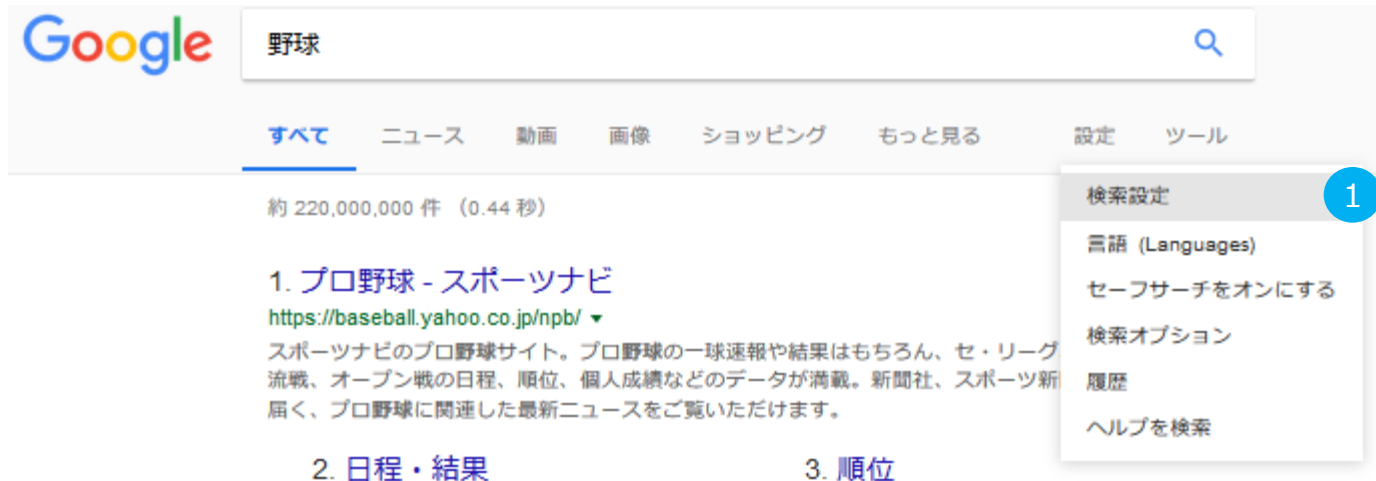 Google
野球
すべて ニュース 動画 画像 ショッピング もっと見る 設定 ツール
約 220,000,000 件 （0.44 秒）
検索設定 1
言語 (Languages)
セーフサーチをオンにする
検索オプション
履歴
ヘルプを検索
1. プロ野球 - スポーツナビ
https://baseball.yahoo.co.jp/npb/
スポーツナビのプロ野球サイト。プロ野球の一球速報や結果はもちろん、セ・リーグ
流戦、オープン戦の日程、順位、個人成績などのデータが満載。新聞社、スポーツ新
届く、プロ野球に関連した最新ニュースをご覧いただけます。
2. 日程・結果 3. 順位